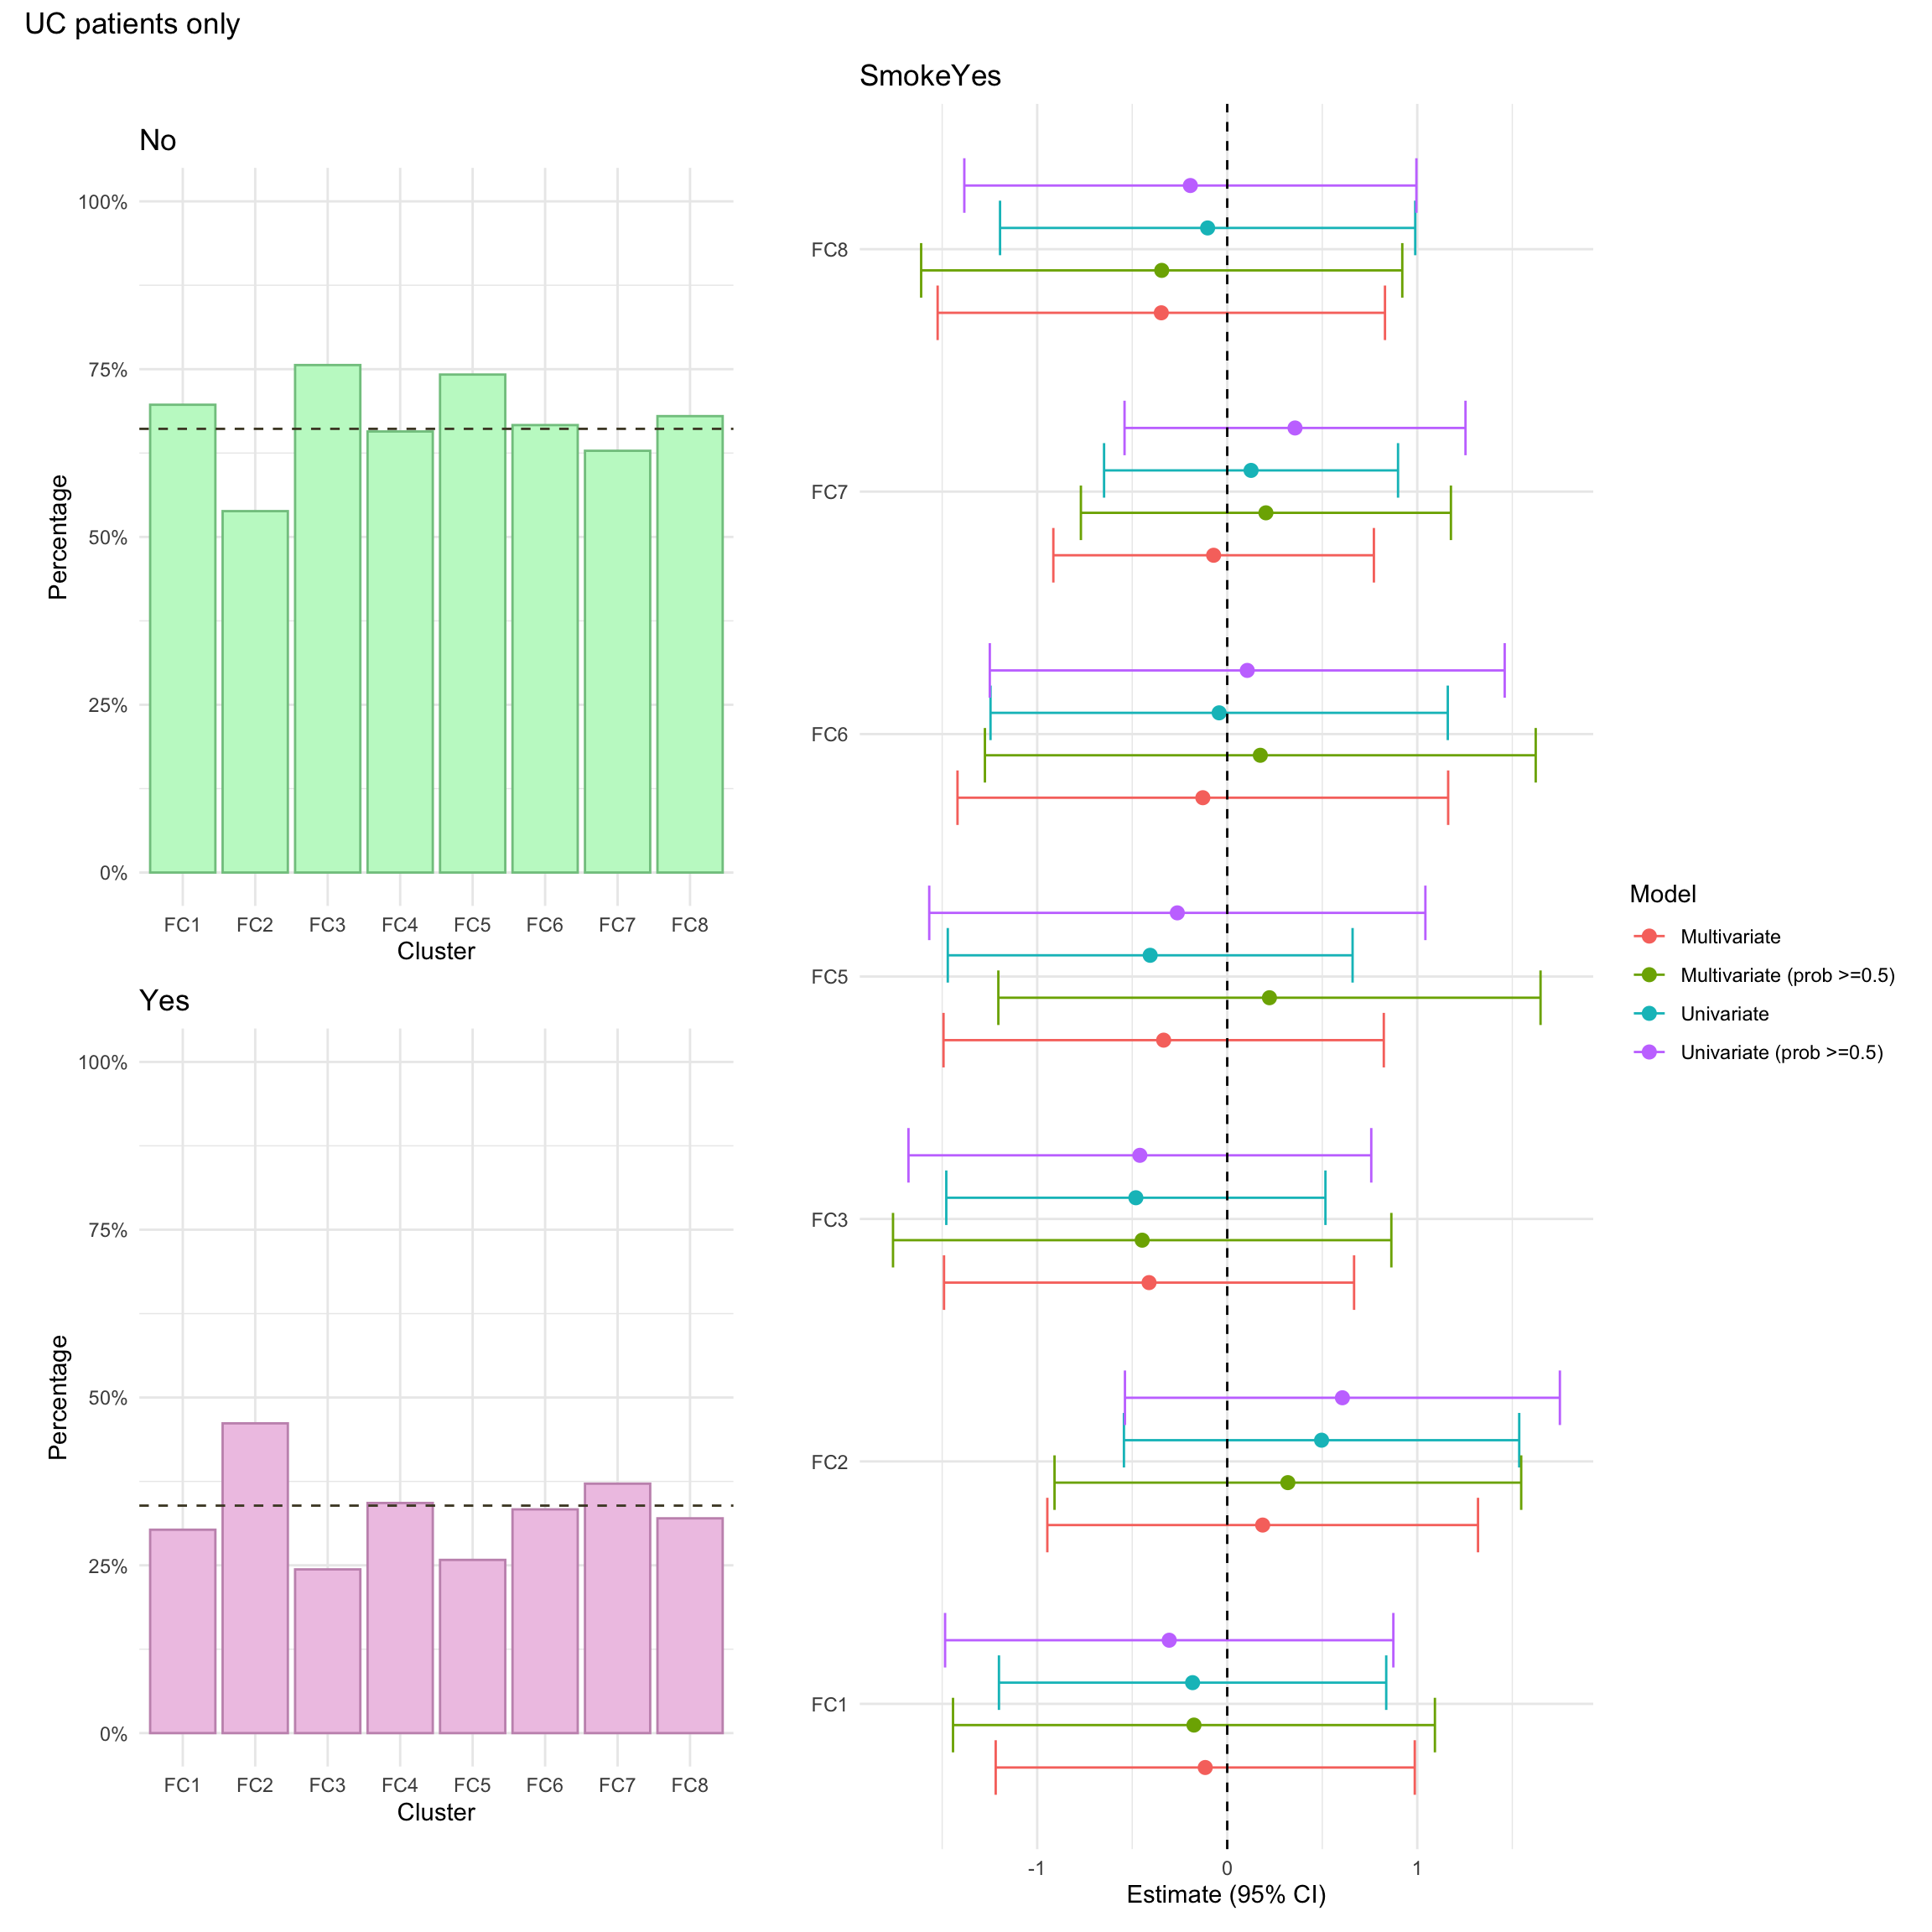 UC patients only
No
Percentage
100%
75%
50%
25%
0%
FC1 FC2 FC3 FC4 FC5 FC6 FC7 FC8
Cluster
Yes
Percentage
100%
75%
50%
25%
0%
FC1 FC2 FC3 FC4 FC5 FC6 FC7 FC8
Cluster
SmokeYes
FC8
FC7
FC6
FC5
FC3
FC2
FC1
-1 0 1
Estimate (95% CI)
Model
Multivariate
Multivariate (prob >=0.5)
Univariate
Univariate (prob >=0.5)